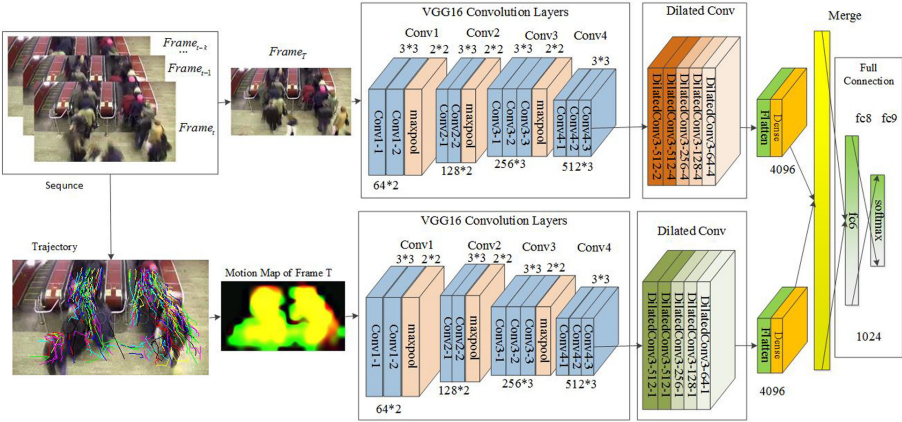 Frame_{t-k}
...
Frame_{t-1}
Frame_t
Sequnce
Frame_T
VGG16 Convolution Layers
Conv1
3*3 2*2
Conv2
3*3 2*2
Conv3
3*3 2*2
Conv4
3*3
Conv1-1
Conv1-2
maxpool
Conv2-1
Conv2-2
maxpool
Conv3-1
Conv3-2
Conv3-3
maxpool
Conv4-1
Conv4-2
Conv4-3
64*2
128*2
256*3
512*3
Dilated Conv
DilatedConv3-512-2
DilatedConv3-512-4
DilatedConv3-256-4
DilatedConv3-128-4
DilatedConv3-64-4
Flatten
Dense
4096
Merge
Full
Connection
fc8 fc9
fc6
softmax
1024
Trajectory
Motion Map of Frame T
VGG16 Convolution Layers
Conv1
3*3 2*2
Conv2
3*3 2*2
Conv3
3*3 2*2
Conv4
3*3
Conv1-1
Conv1-2
maxpool
Conv2-1
Conv2-2
maxpool
Conv3-1
Conv3-2
Conv3-3
maxpool
Conv4-1
Conv4-2
Conv4-3
64*2
128*2
256*3
512*3
Dilated Conv
DilatedConv3-512-1
DilatedConv3-512-1
DilatedConv3-256-1
DilatedConv3-128-1
DilatedConv3-64-1
Flatten
Dense
4096